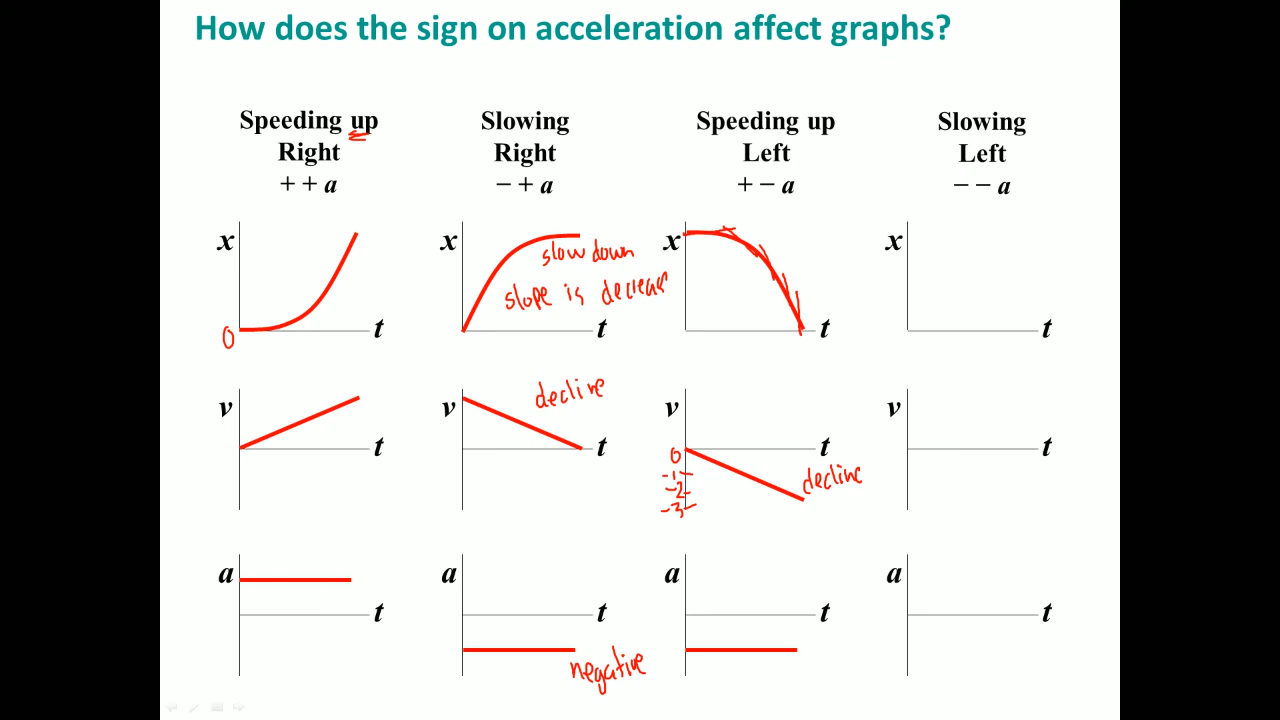 How does the sign on acceleration affect graphs?
Speeding up
Right
+ + a
Slowing
Right
− + a
Speeding up
Left
+ − a
Slowing
Left
− − a
x
t
0
x
t
slow down
slope is decreas
x
t
x
t
v
t
v
t
decline
v
t
0
-1
-2
-3
decline
v
t
a
t
a
t
negative
a
t
a
t